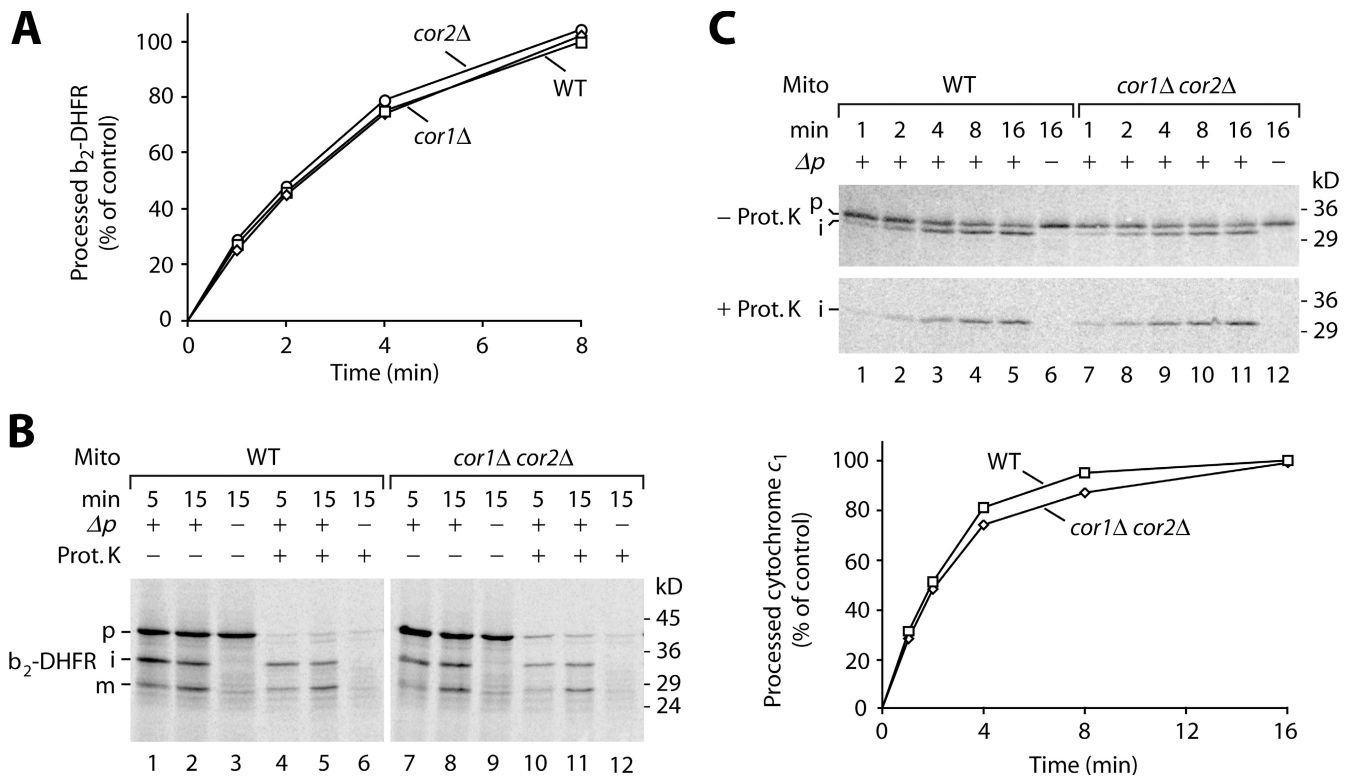 A
Processed b2-DHFR
(% of control)
100
80
60
40
20
0
cor2Δ
WT
cor1Δ
0 2 4 6 8
Time (min)
B
Mito WT cor1Δ cor2Δ
min 5 15 15 5 15 15 5 15 15 5 15 15
Δp + + − + + − + + − + + −
Prot. K − − − + + + − − − + + +
kD
b2-DHFR
p
i
m
45
36
29
24
1 2 3 4 5 6 7 8 9 10 11 12
C
Mito WT cor1Δ cor2Δ
min 1 2 4 8 16 16 1 2 4 8 16 16
Δp + + + + + − + + + + + −
kD
− Prot. K p
i
36
29
+ Prot. K i
36
29
1 2 3 4 5 6 7 8 9 10 11 12
Processed cytochrome c1
(% of control)
100
80
60
40
20
0
WT
cor1Δ cor2Δ
0 4 8 12 16
Time (min)